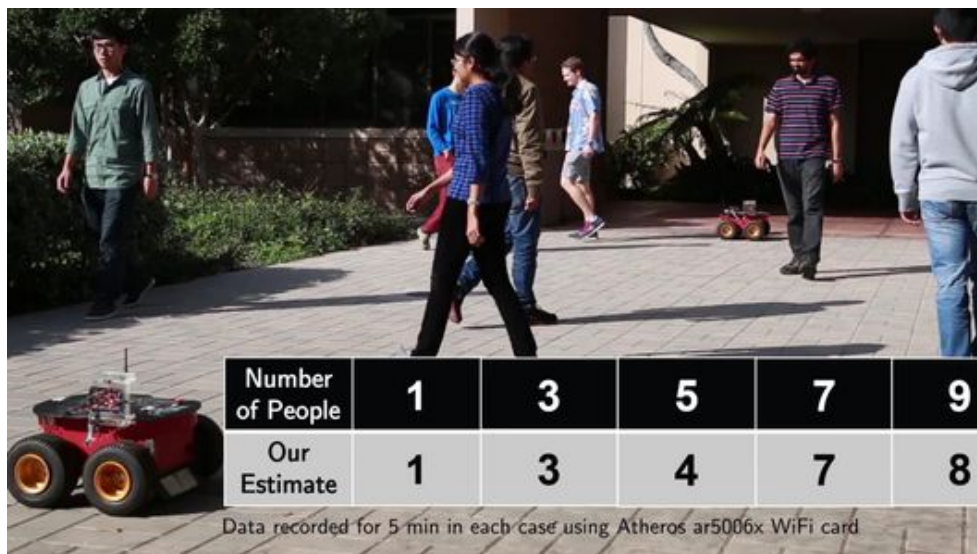 Number of People 1 3 5 7 9
Our Estimate 1 3 4 7 8
Data recorded for 5 min in each case using Atheros ar5006x WiFi card